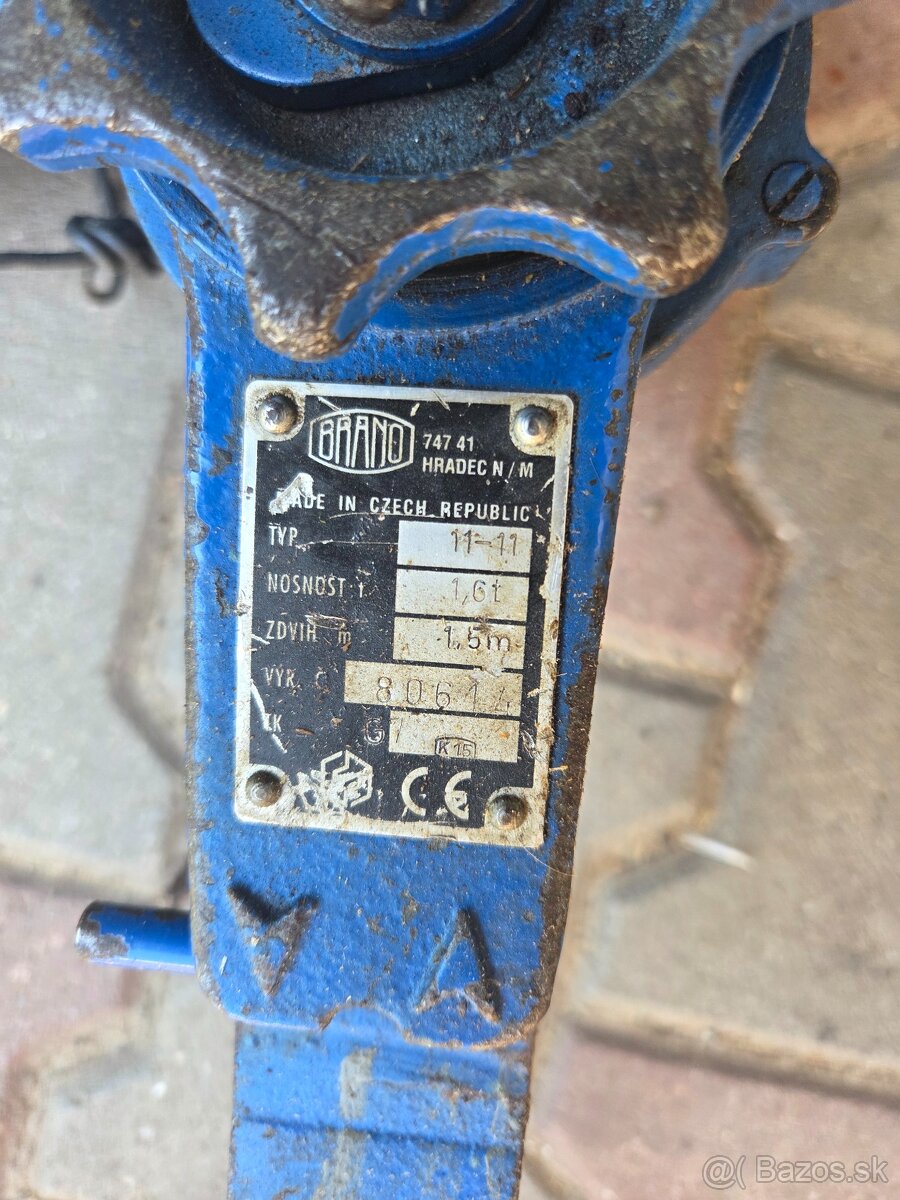 BRANO
747 41
HRADEC N/M
MADE IN CZECH REPUBLIC
TYP 11-11
NOSNOST 1,6t
ZDVIH m 1,5m
VÝR. Č 80614
G/ K15
CE
@( Bazos.sk